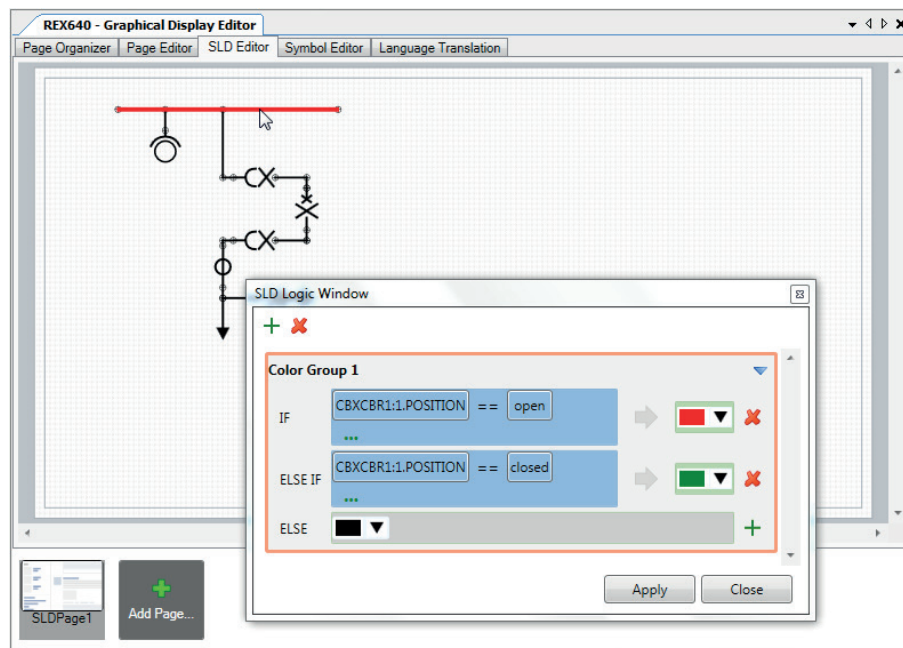 REX640 - Graphical Display Editor
Page Organizer Page Editor SLD Editor Symbol Editor Language Translation
SLD Logic Window
Color Group 1
IF CBXCBR1:1.POSITION == open
...
ELSE IF CBXCBR1:1.POSITION == closed
...
ELSE
Apply Close
SLDPage1
Add Page...